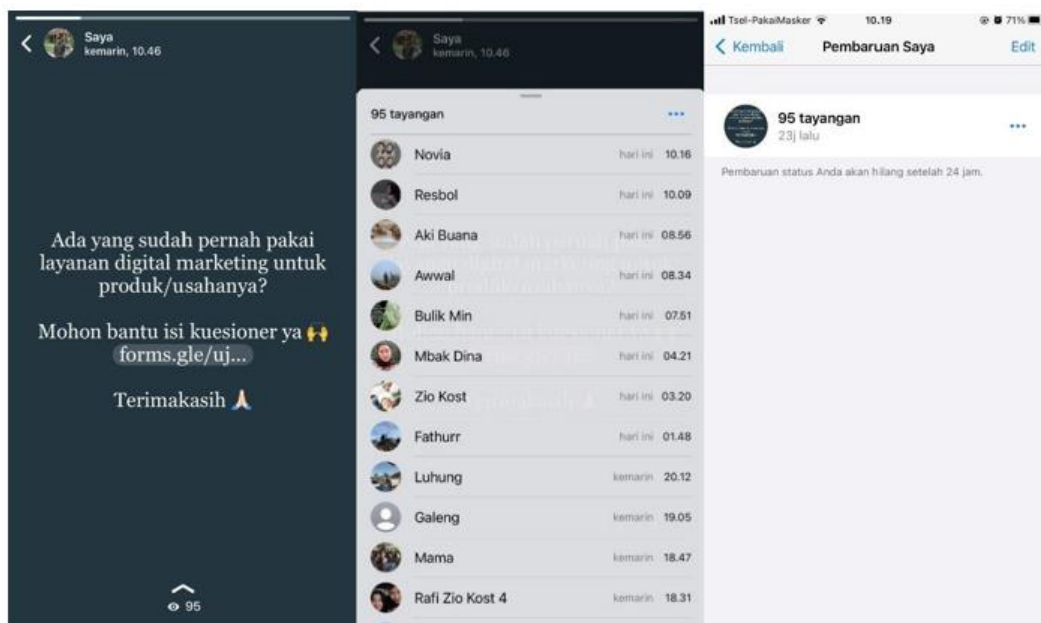 Saya
kemarin, 10.46
Ada yang sudah pernah pakai
layanan digital marketing untuk
produk/usahanya?
Mohon bantu isi kuesioner ya 🙌
forms.gle/uj...
Terimakasih 🙏🏻
95
Saya
kemarin, 10.46
95 tayangan
Novia hari ini 10.16
Resbol hari ini 10.09
Aki Buana hari ini 08.56
Awwal hari ini 08.34
Bulik Min hari ini 07.51
Mbak Dina hari ini 04.21
Zio Kost hari ini 03.20
Fathurr hari ini 01.48
Luhung kemarin 20.12
Galeng kemarin 19.05
Mama kemarin 18.47
Rafi Zio Kost 4 kemarin 18.31
Tsel-PakaiMasker 10.19 71%
Kembali Pembaruan Saya Edit
95 tayangan
23j lalu
Pembaruan status Anda akan hilang setelah 24 jam.